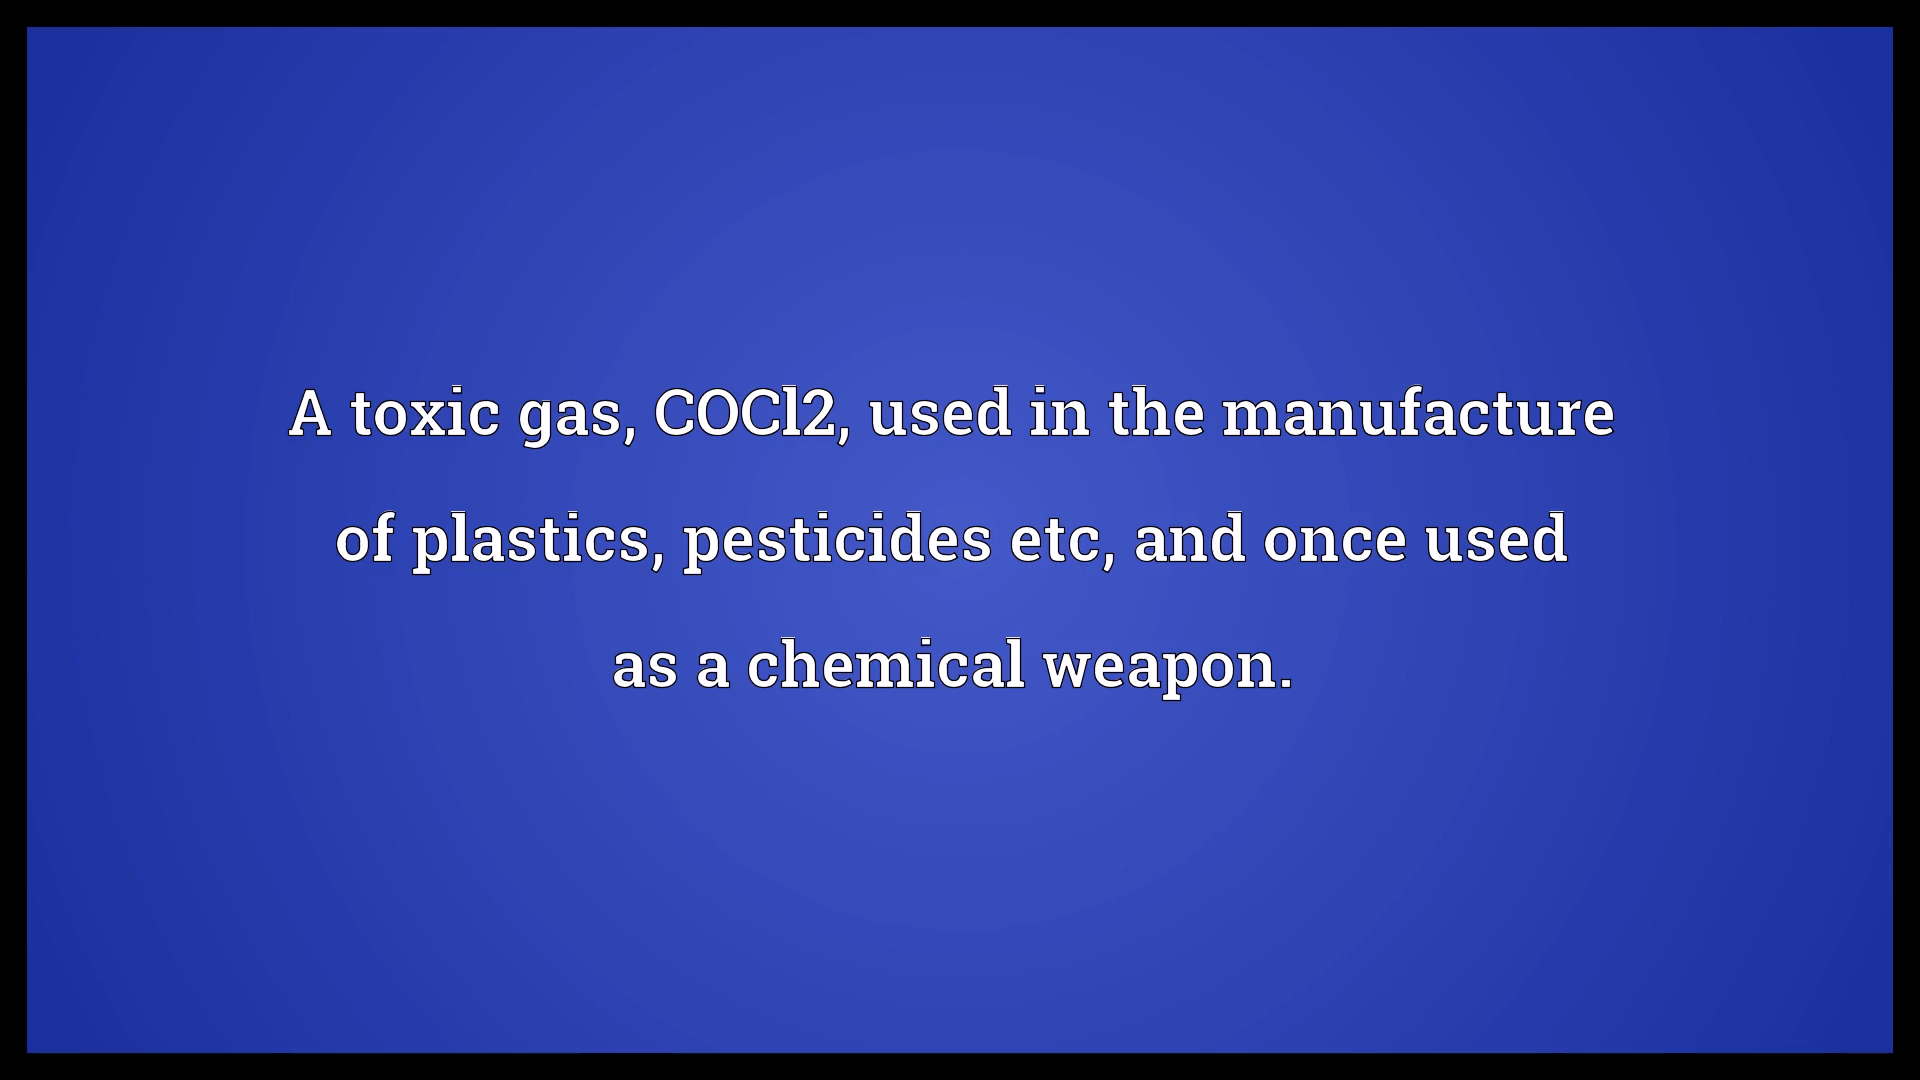 A toxic gas, COCl2, used in the manufacture
of plastics, pesticides etc, and once used
as a chemical weapon.